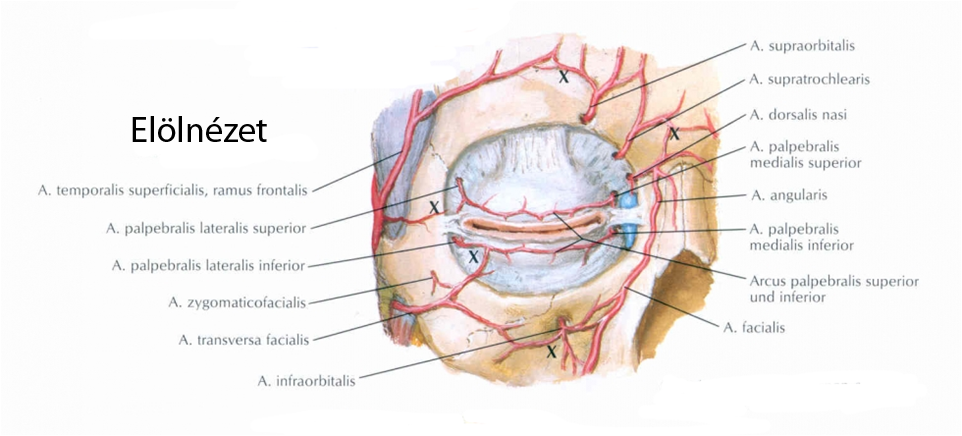 Elölnézet
A. temporalis superficialis, ramus frontalis
A. palpebralis lateralis superior
A. palpebralis lateralis inferior
A. zygomaticofacialis
A. transversa facialis
A. infraorbitalis
A. supraorbitalis
A. supratrochlearis
A. dorsalis nasi
A. palpebralis
medialis superior
A. angularis
A. palpebralis
medialis inferior
Arcus palpebralis superior
und inferior
A. facialis
X
X
X
X
X